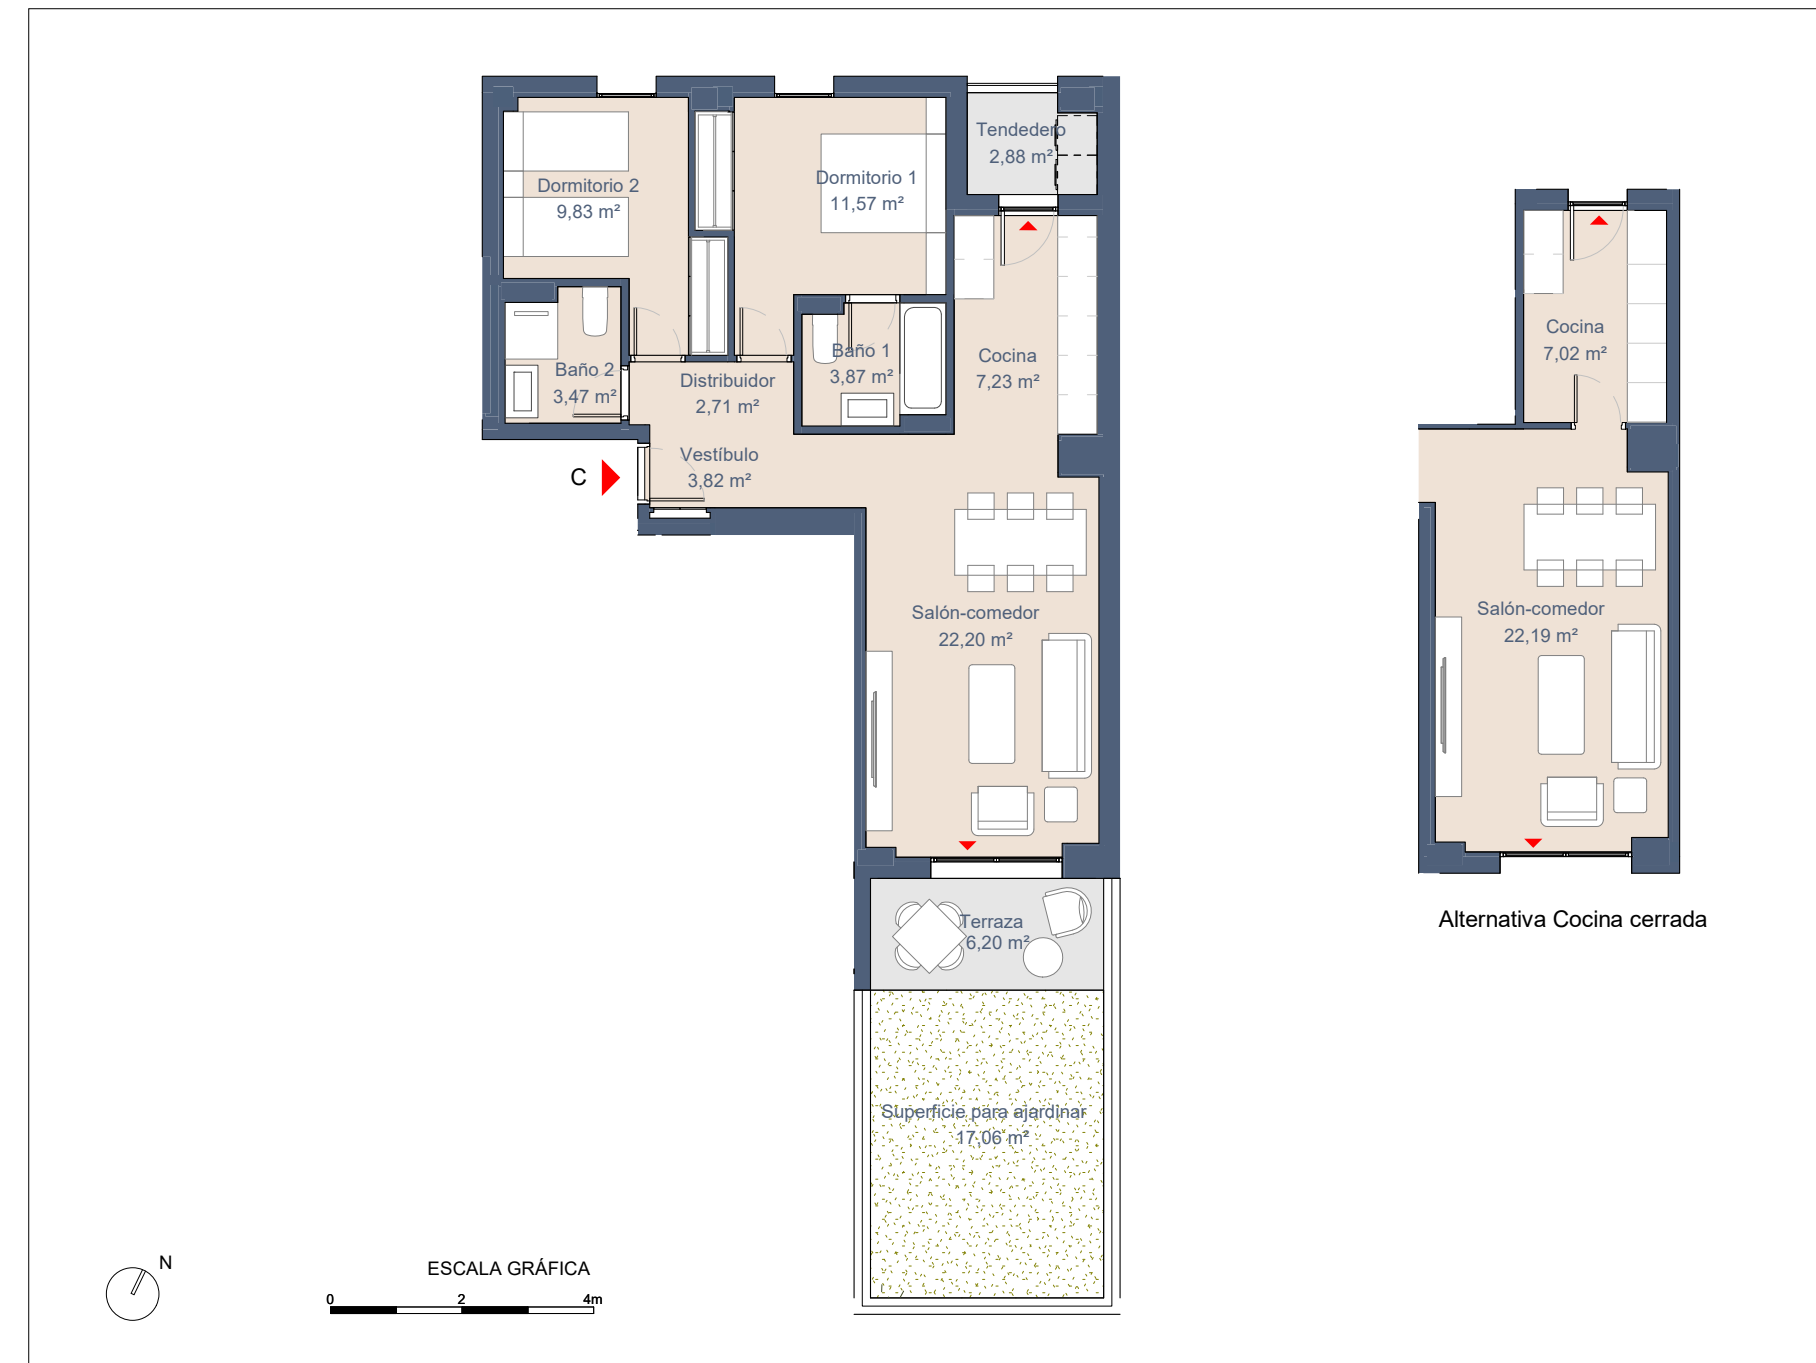 Tendedero
2,88 m²
Dormitorio 2
9,83 m²
Dormitorio 1
11,57 m²
Baño 2
3,47 m²
Distribuidor
2,71 m²
Baño 1
3,87 m²
Cocina
7,23 m²
Vestíbulo
3,82 m²
C
Salón-comedor
22,20 m²
Terraza
6,20 m²
Superficie para ajardinar
17,06 m²
Cocina
7,02 m²
Salón-comedor
22,19 m²
Alternativa Cocina cerrada
N
ESCALA GRÁFICA
0 2 4m